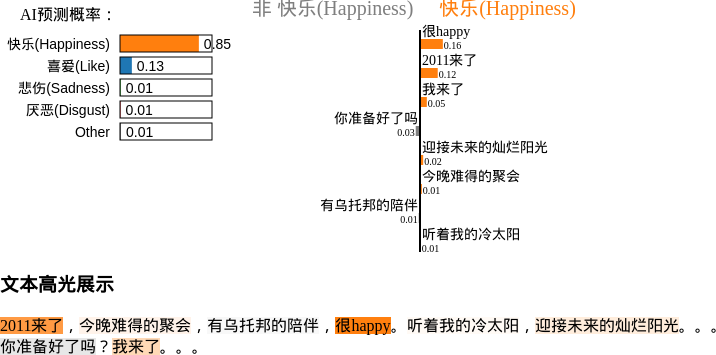 AI预测概率：
快乐(Happiness) 0.85
喜爱(Like) 0.13
悲伤(Sadness) 0.01
厌恶(Disgust) 0.01
Other 0.01
非 快乐(Happiness) 快乐(Happiness)
很happy
0.16
2011来了
0.12
我来了
0.05
你准备好了吗
0.03
迎接未来的灿烂阳光
0.02
今晚难得的聚会
0.01
有乌托邦的陪伴
0.01
听着我的冷太阳
0.01
文本高光展示
2011来了，今晚难得的聚会，有乌托邦的陪伴，很happy。听着我的冷太阳，迎接未来的灿烂阳光。。。
你准备好了吗？我来了。。。